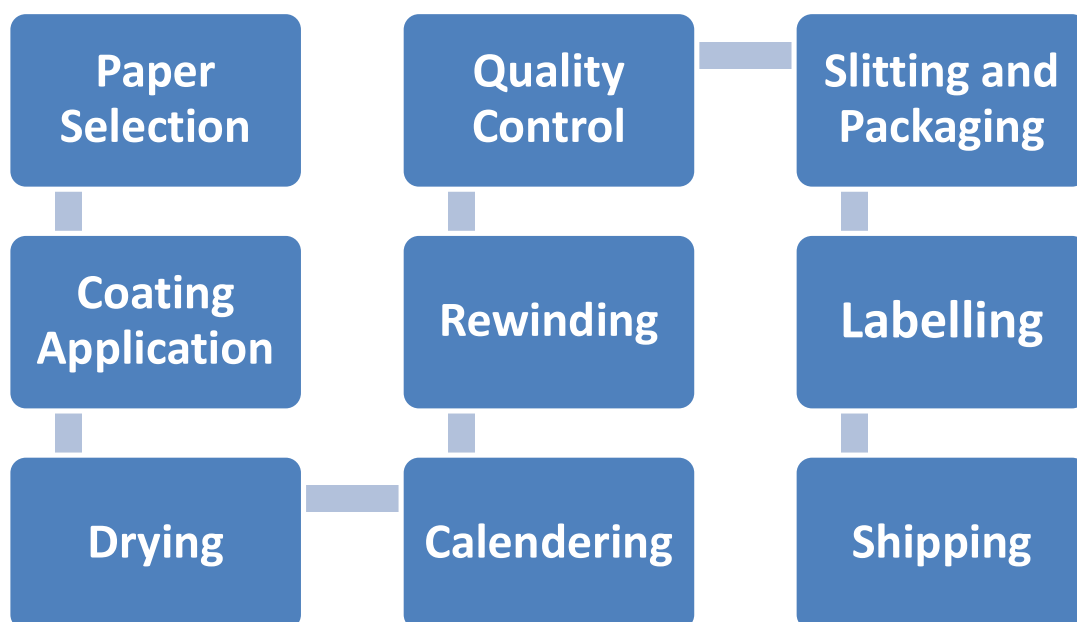 Paper
Selection
Coating
Application
Drying
Calendering
Rewinding
Quality
Control
Slitting and
Packaging
Labelling
Shipping